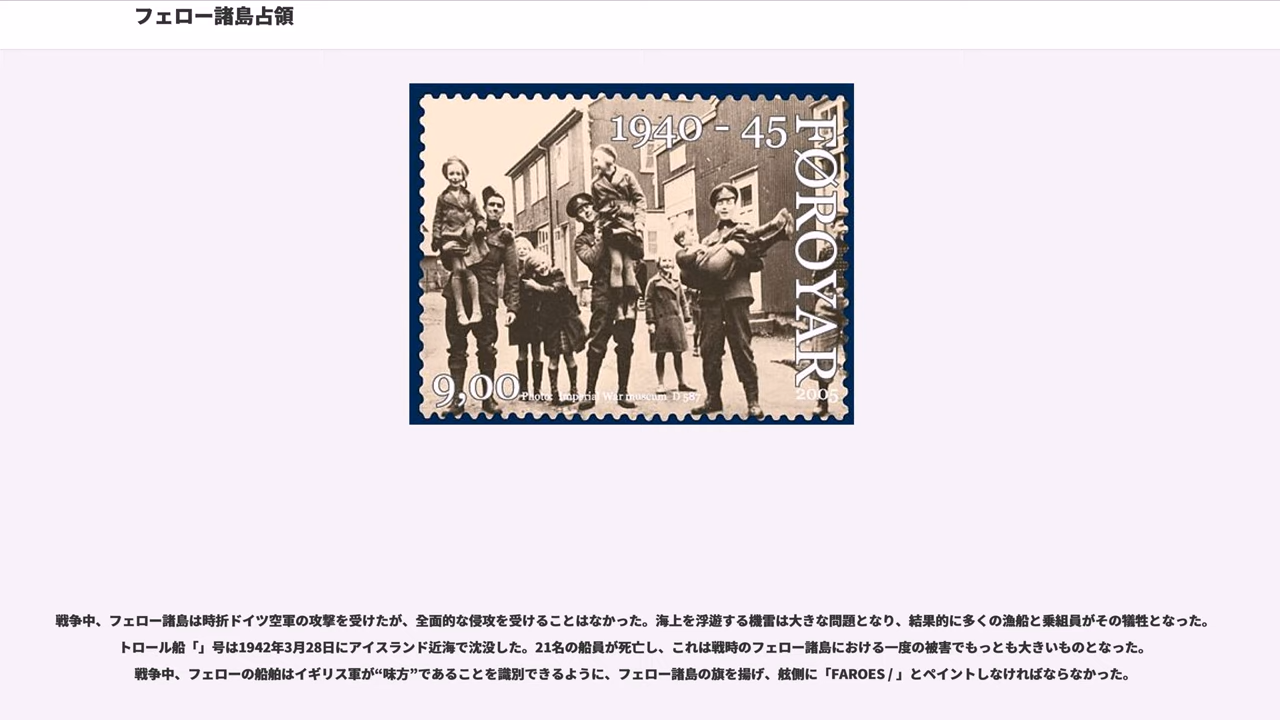 フェロー諸島占領
1940 - 45
FØROYAR
9,00
Photo: Imperial War museum D 587
2005
戦争中、フェロー諸島は時折ドイツ空軍の攻撃を受けたが、全面的な侵攻を受けることはなかった。海上を浮遊する機雷は大きな問題となり、結果的に多くの漁船と乗組員がその犠牲となった。
トロール船「」号は1942年3月28日にアイスランド近海で沈没した。21名の船員が死亡し、これは戦時のフェロー諸島における一度の被害でもっとも大きいものとなった。
戦争中、フェローの船舶はイギリス軍が“味方”であることを識別できるように、フェロー諸島の旗を揚げ、舷側に「FAROES / 」とペイントしなければならなかった。